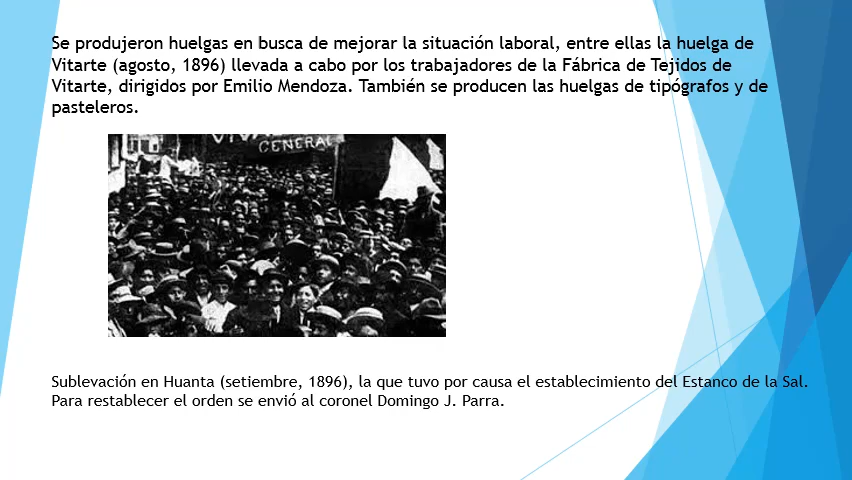 Se produjeron huelgas en busca de mejorar la situación laboral, entre ellas la huelga de
Vitarte (agosto, 1896) llevada a cabo por los trabajadores de la Fábrica de Tejidos de
Vitarte, dirigidos por Emilio Mendoza. También se producen las huelgas de tipógrafos y de
pasteleros.
GENERAL
Sublevación en Huanta (setiembre, 1896), la que tuvo por causa el establecimiento del Estanco de la Sal.
Para restablecer el orden se envió al coronel Domingo J. Parra.